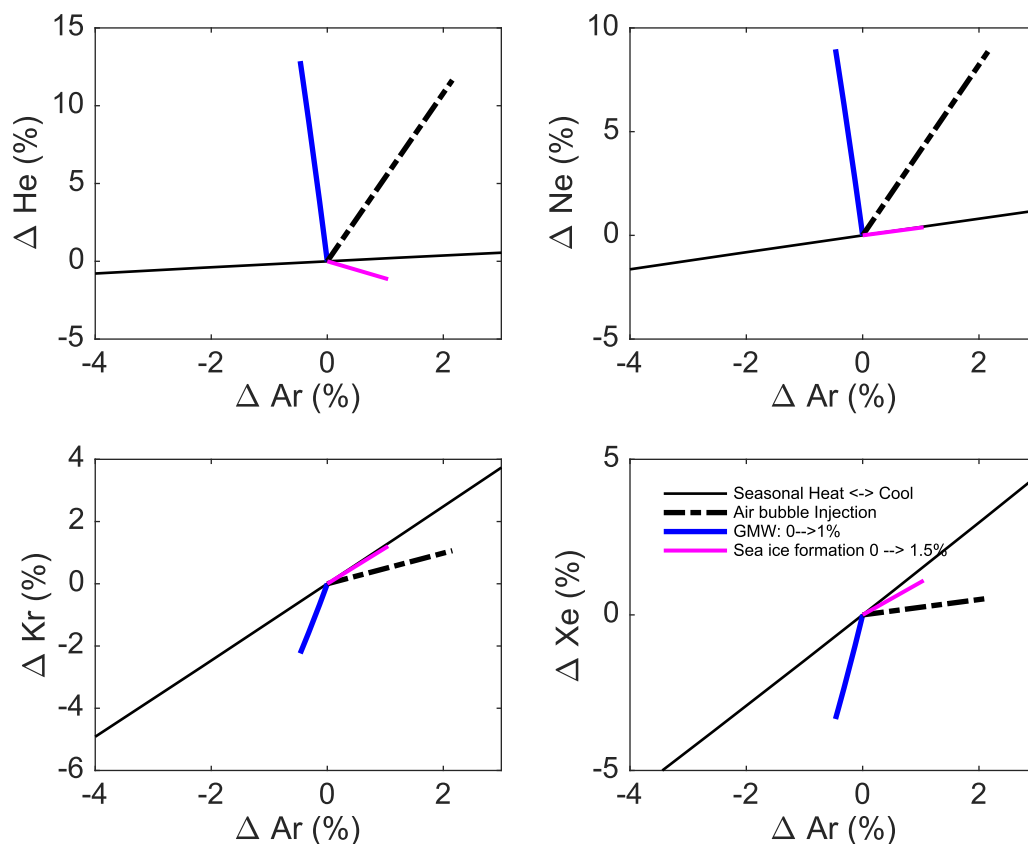 15
10
5
0
-5
-4
-2
0
2
Δ He (%)
Δ Ar (%)
10
5
0
-5
-4
-2
0
2
Δ Ne (%)
Δ Ar (%)
4
2
0
-2
-4
-6
-4
-2
0
2
Δ Kr (%)
Δ Ar (%)
5
0
-5
-4
-2
0
2
Δ Xe (%)
Δ Ar (%)
Seasonal Heat <-> Cool
Air bubble Injection
GMW: 0-->1%
Sea ice formation 0 --> 1.5%